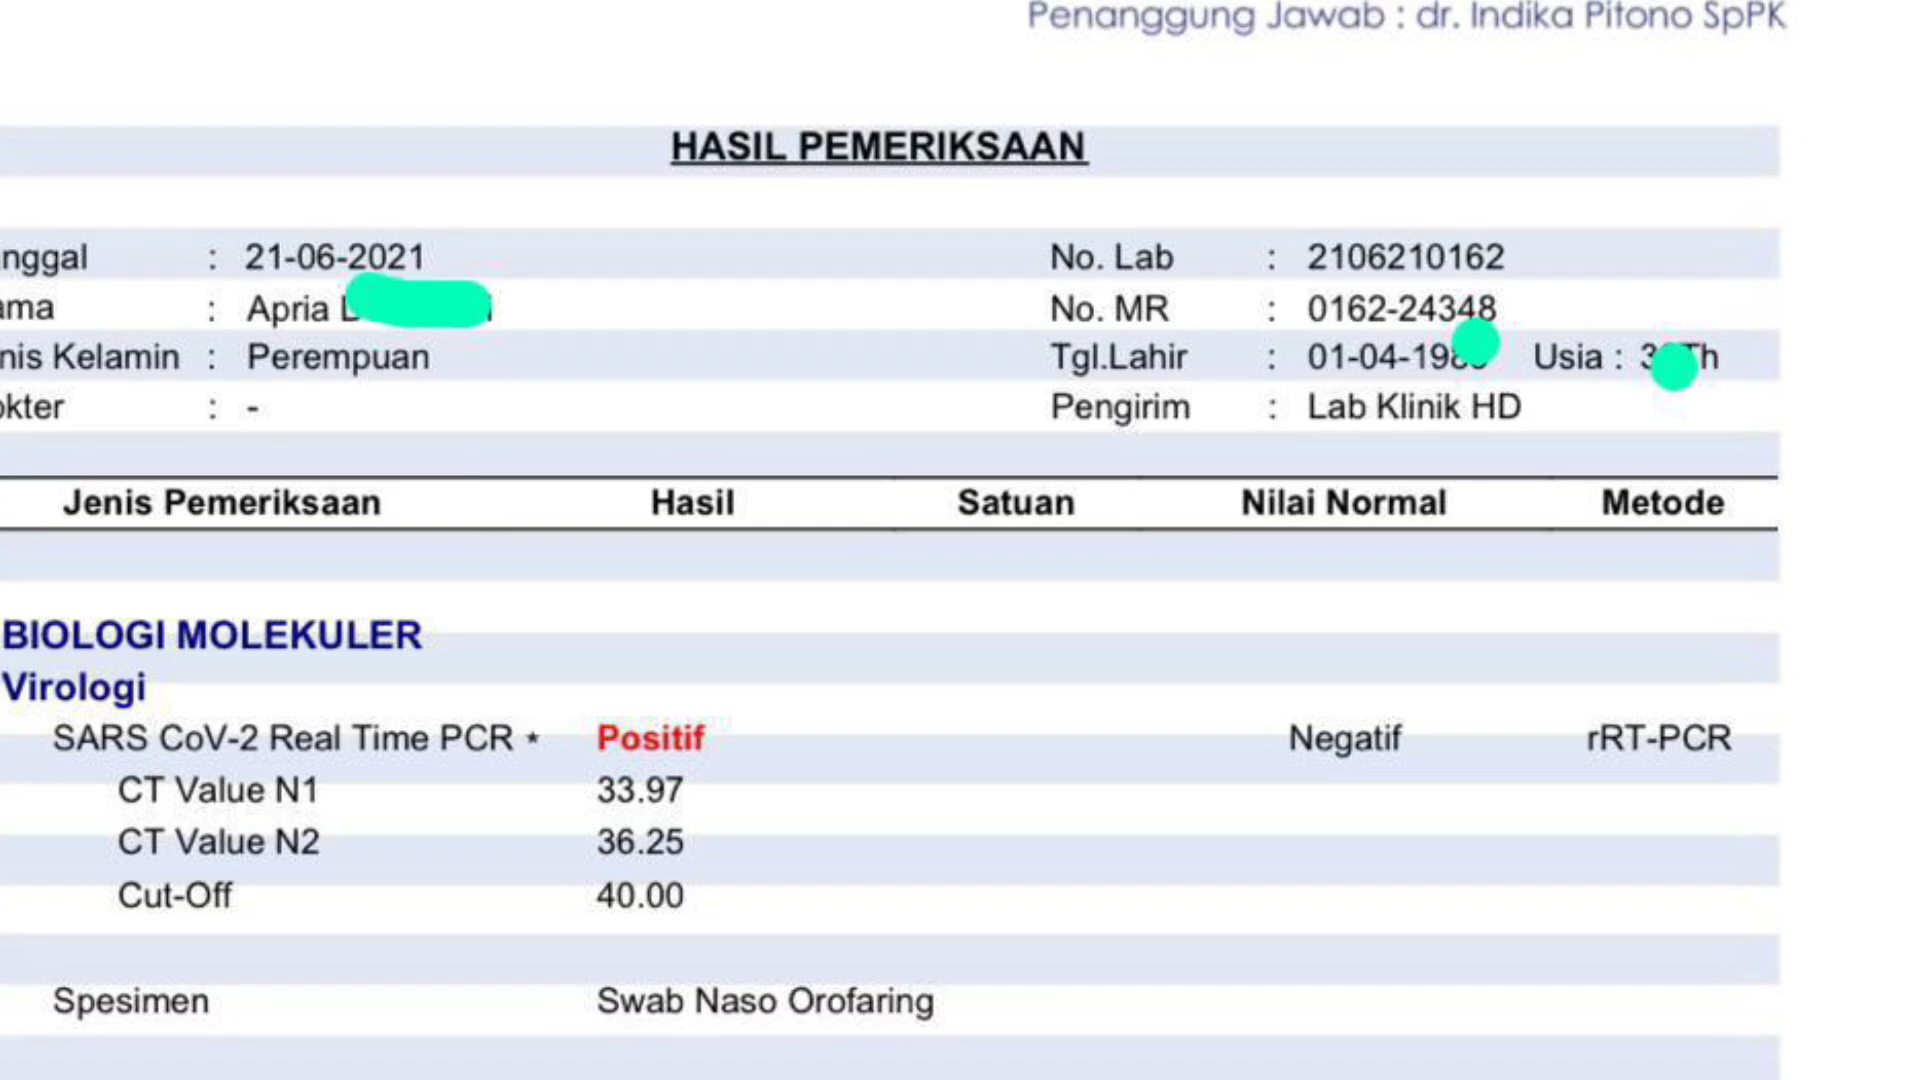 Penanggung Jawab : dr. Indika Pitono SpPK
HASIL PEMERIKSAAN
nggal : 21-06-2021 No. Lab : 2106210162
ama : Apria No. MR : 0162-24348
nis Kelamin : Perempuan Tgl.Lahir : 01-04-19 Usia : 3 Th
okter : - Pengirim : Lab Klinik HD
Jenis Pemeriksaan Hasil Satuan Nilai Normal Metode
BIOLOGI MOLEKULER
Virologi
SARS CoV-2 Real Time PCR * Positif Negatif rRT-PCR
CT Value N1 33.97
CT Value N2 36.25
Cut-Off 40.00
Spesimen Swab Naso Orofaring